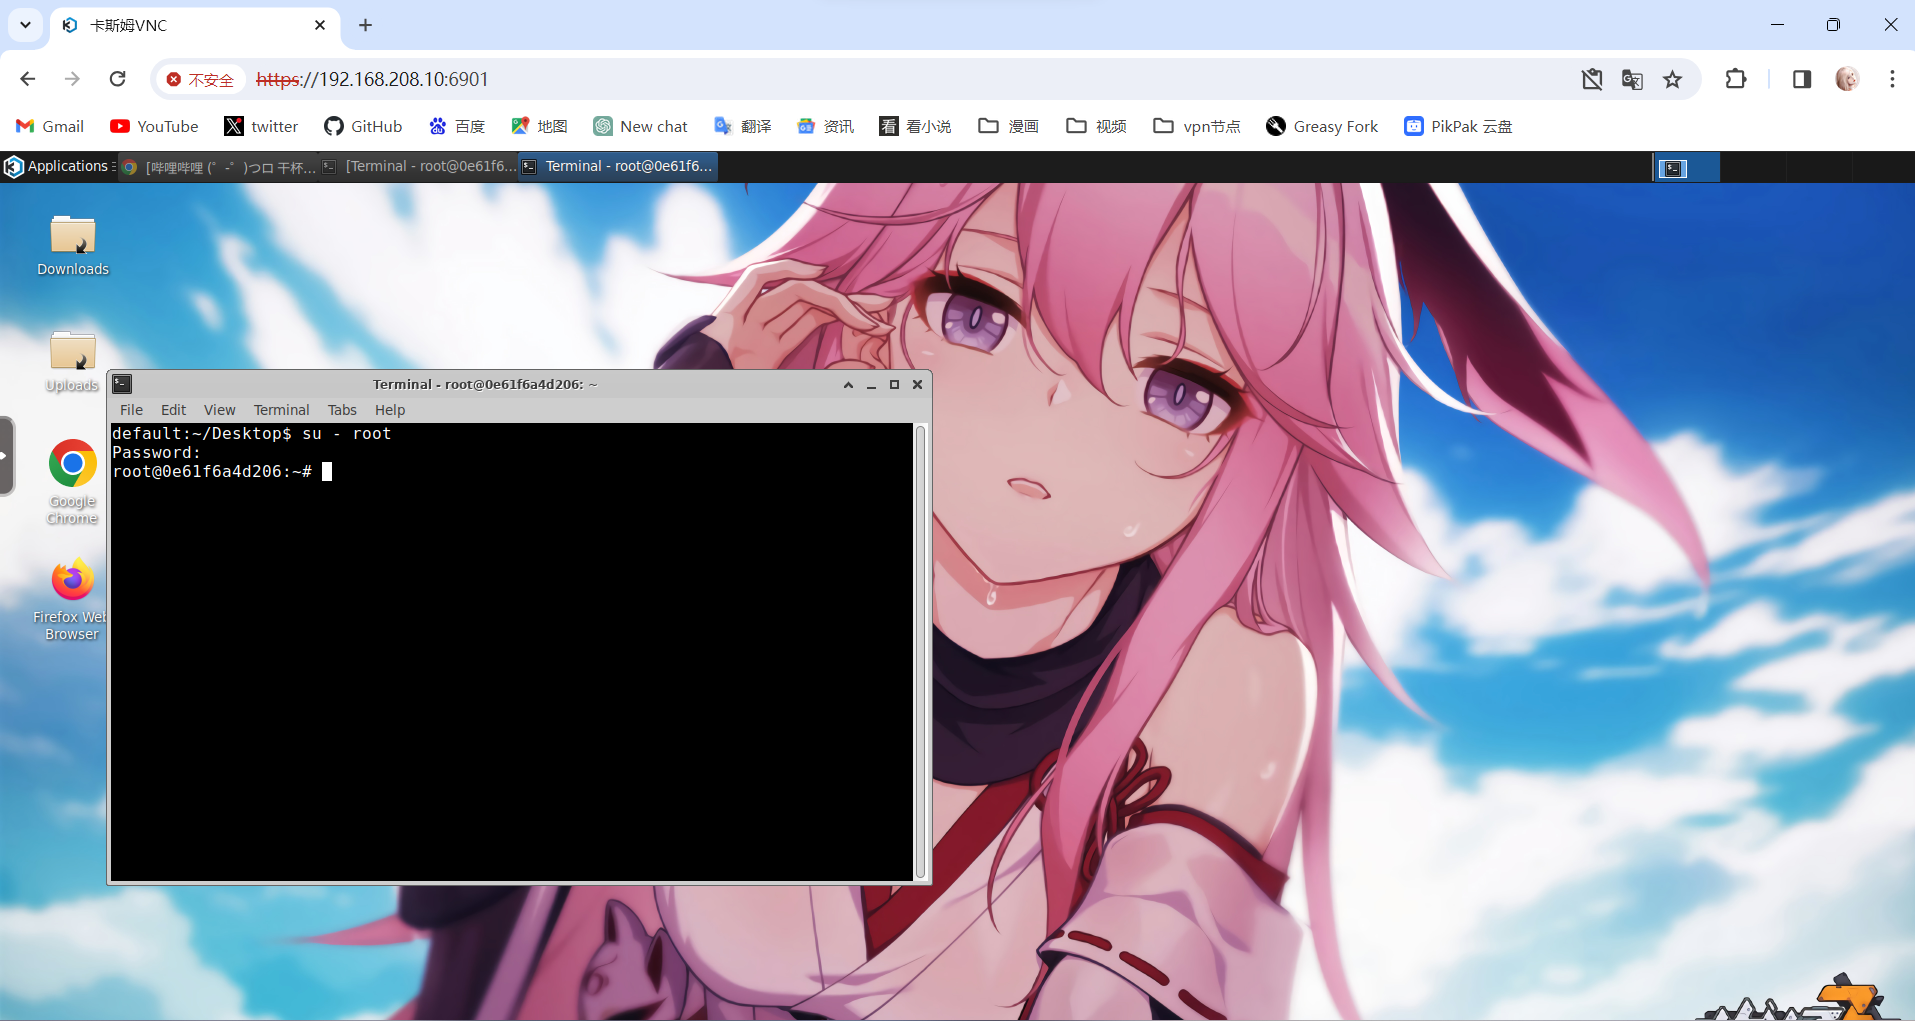 卡斯姆VNC
不安全 https://192.168.208.10:6901
Gmail YouTube twitter GitHub 百度 地图 New chat 翻译 资讯 看小说 漫画 视频 vpn节点 Greasy Fork PikPak 云盘
Applications [哔哩哔哩 (゜-゜)つロ 干杯... [Terminal - root@0e61f6... Terminal - root@0e61f6...
Downloads
Uploads
Google
Chrome
Firefox Web
Browser
Terminal - root@0e61f6a4d206: ~
File Edit View Terminal Tabs Help
default:~/Desktop$ su - root
Password:
root@0e61f6a4d206:~#